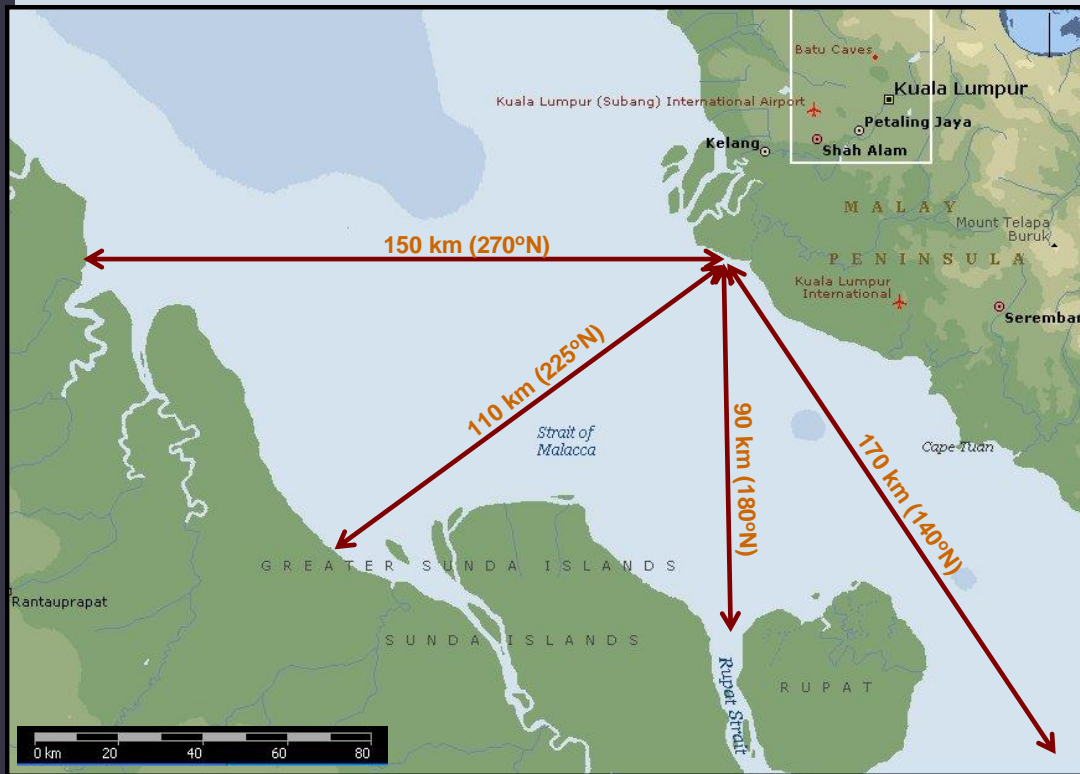 Batu Caves
Kuala Lumpur
Kuala Lumpur (Subang) International Airport
Petaling Jaya
Kelang
Shah Alam
MALAY
Mount Telapa
Buruk
PENINSULA
150 km (270ºN)
Kuala Lumpur
International
Seremban
110 km (225ºN)
90 km (180ºN)
170 km (140ºN)
Strait of
Malacca
Cape Tuan
GREATER SUNDA ISLANDS
Rantauprapat
SUNDA ISLANDS
Rupat Strait
RUPAT
0 km 20 40 60 80